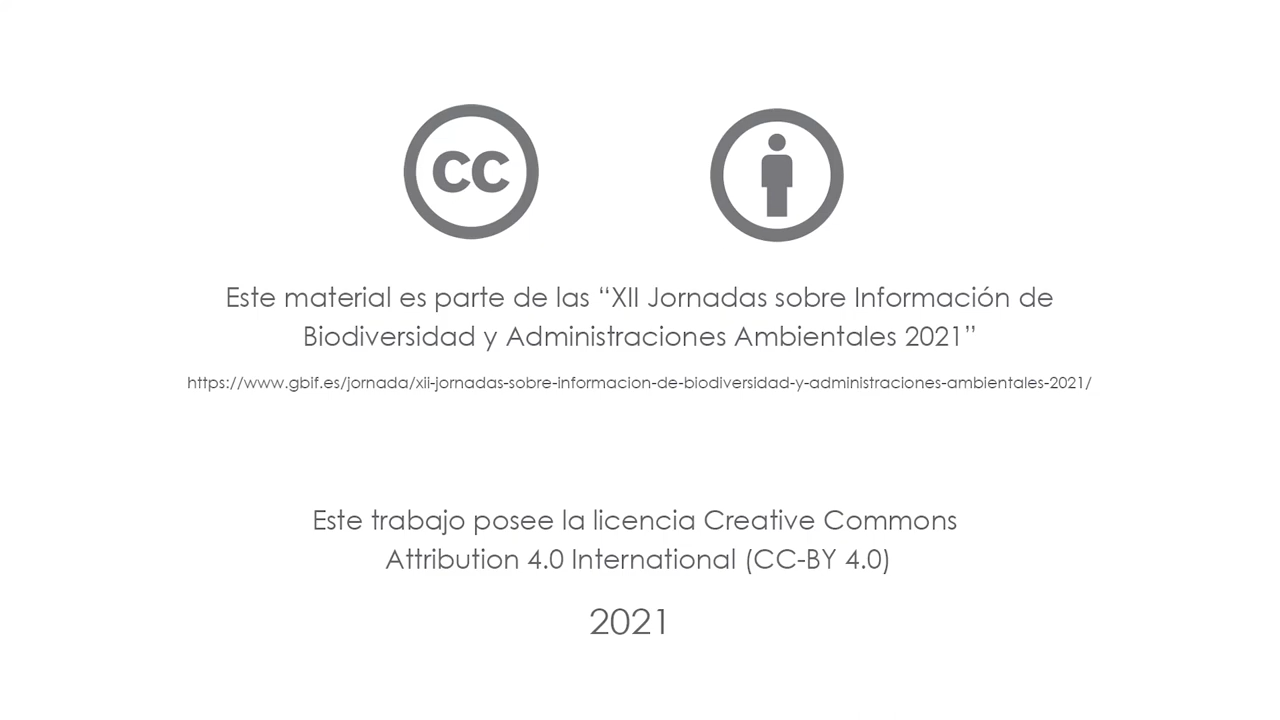 cc
Este material es parte de las “XII Jornadas sobre Información de
Biodiversidad y Administraciones Ambientales 2021”
https://www.gbif.es/jornada/xii-jornadas-sobre-informacion-de-biodiversidad-y-administraciones-ambientales-2021/
Este trabajo posee la licencia Creative Commons
Attribution 4.0 International (CC-BY 4.0)
2021